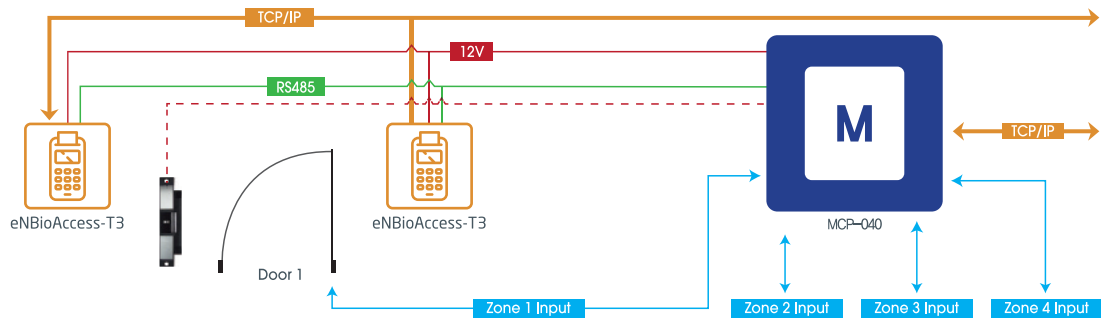 TCP/IP
12V
RS485
M
TCP/IP
eNBioAccess-T3
eNBioAccess-T3
MCP-040
Door 1
Zone 1 Input
Zone 2 Input
Zone 3 Input
Zone 4 Input